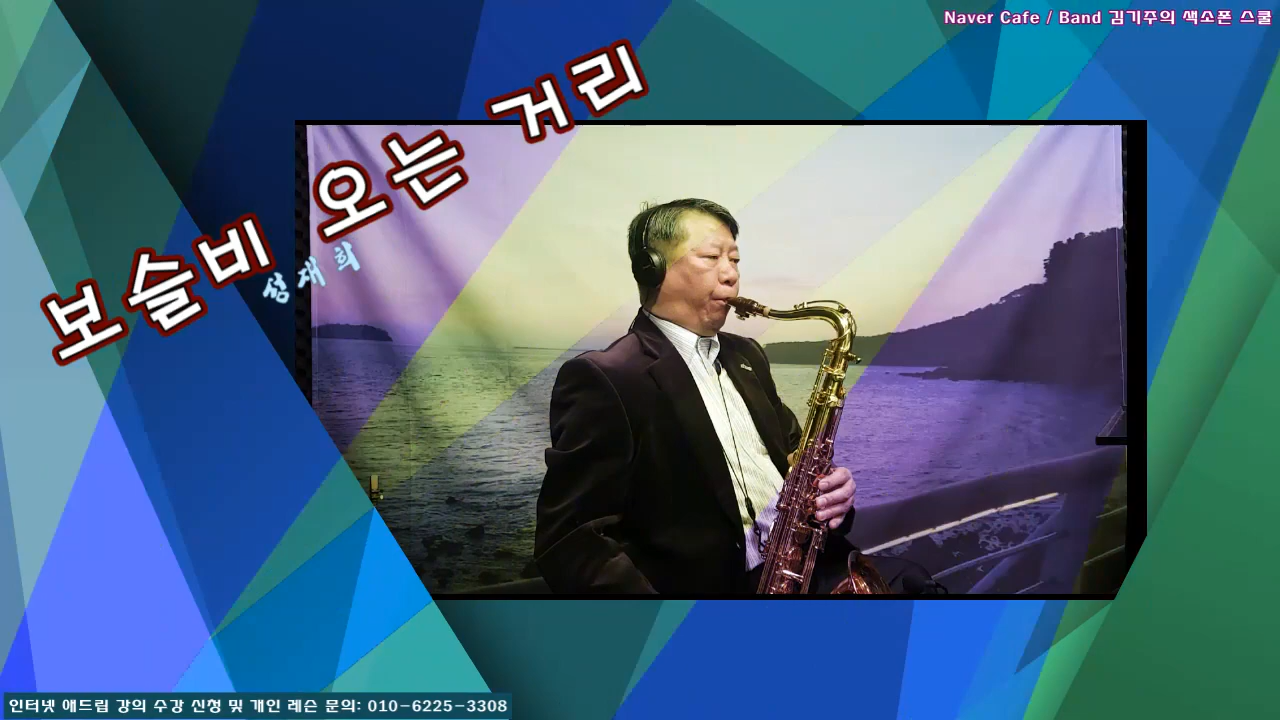 Naver Cafe / Band 김기주의 색소폰 스쿨
보슬비 오는 거리
성재희
인터넷 애드립 강의 수강 신청 및 개인 레슨 문의: 010-6225-3308